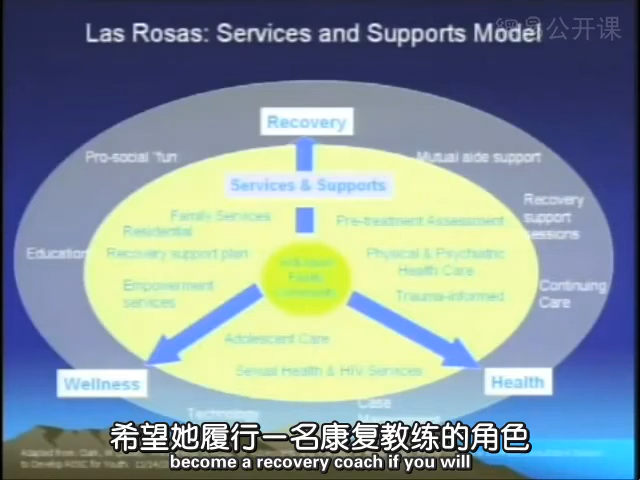 網易公开课
Las Rosas: Services and Supports Model
Recovery
Pro-social "fun
Mutual aide support
Services & Supports
Recovery
support
sessions
Family Services
Residential
Pre-treatment Assessment
Education
Recovery support plan
Physical & Psychiatric
Health Care
Empowerment
services
Trauma-informed
Continuing
Care
Adolescent Care
Sexual Health & HIV Services
Wellness
Health
Technology
Case
希望她履行一名康复教练的角色
become a recovery coach if you will